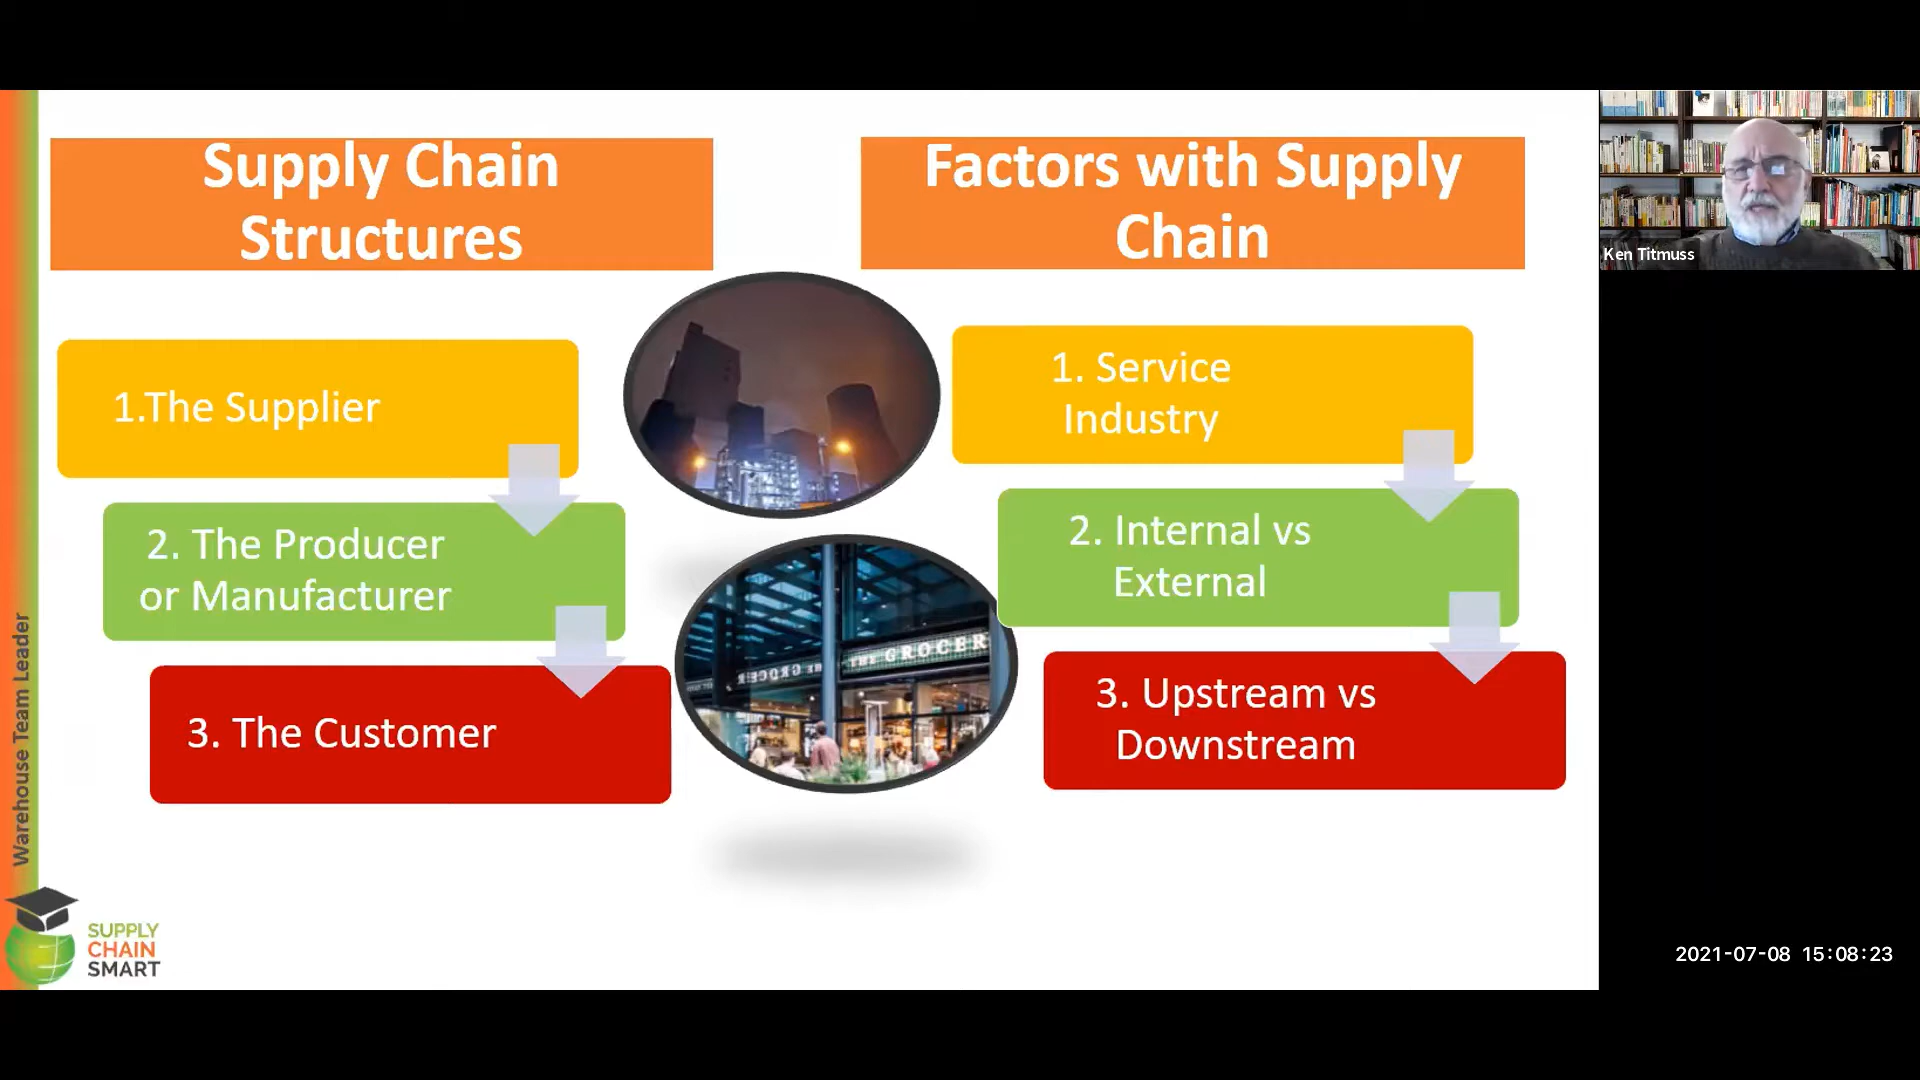 Supply Chain
Structures
1.The Supplier
2. The Producer
or Manufacturer
3. The Customer
Factors with Supply
Chain
1. Service
Industry
2. Internal vs
External
3. Upstream vs
Downstream
THE GROCER
THE GROCER
Warehouse Team Leader
SUPPLY
CHAIN
SMART
Ken Titmuss
2021-07-08 15:08:23